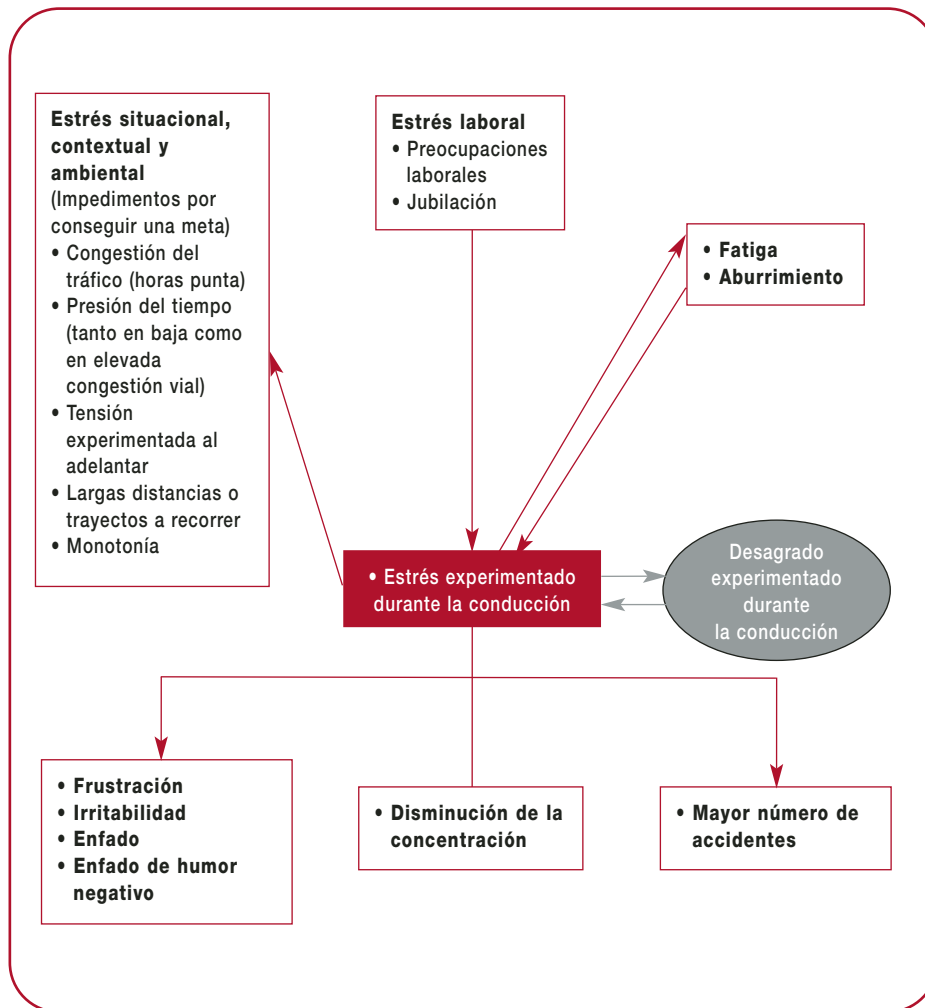 Estrés situacional,
contextual y
ambiental
(Impedimentos por
conseguir una meta)
• Congestión del
tráfico (horas punta)
• Presión del tiempo
(tanto en baja como
en elevada
congestión vial)
• Tensión
experimentada al
adelantar
• Largas distancias o
trayectos a recorrer
• Monotonía
Estrés laboral
• Preocupaciones
laborales
• Jubilación
• Fatiga
• Aburrimiento
• Estrés experimentado
durante la conducción
Desagrado
experimentado
durante
la conducción
• Frustración
• Irritabilidad
• Enfado
• Enfado de humor
negativo
• Disminución de la
concentración
• Mayor número de
accidentes